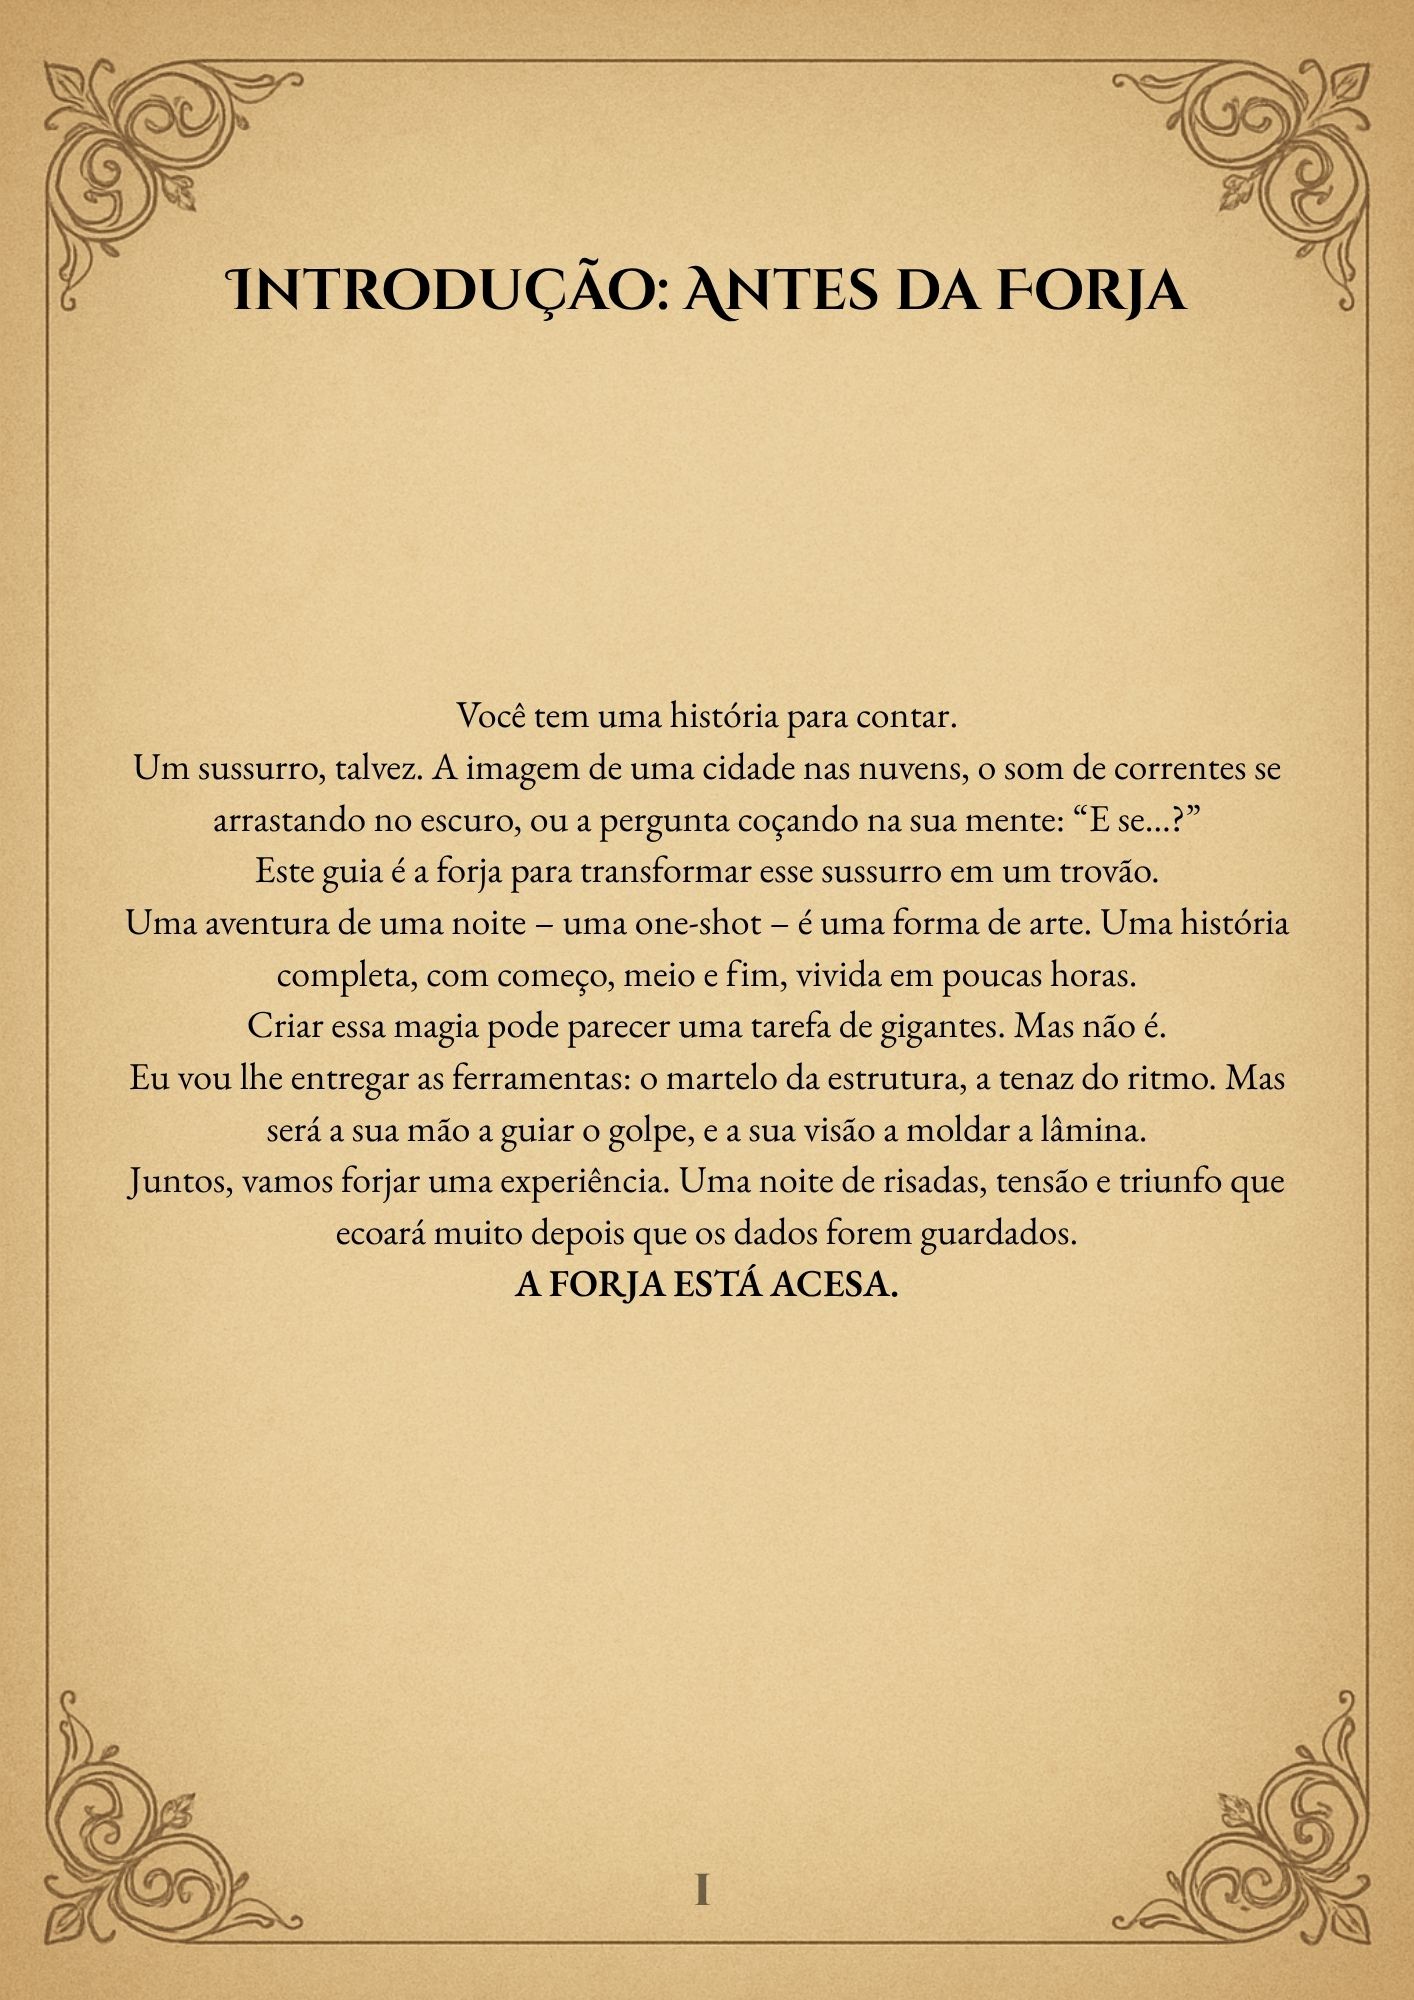 Introdução: Antes da Forja
Você tem uma história para contar.
Um sussurro, talvez. A imagem de uma cidade nas nuvens, o som de correntes se
arrastando no escuro, ou a pergunta coçando na sua mente: “E se...?”
Este guia é a forja para transformar esse sussurro em um trovão.
Uma aventura de uma noite – uma one-shot – é uma forma de arte. Uma história
completa, com começo, meio e fim, vivida em poucas horas.
Criar essa magia pode parecer uma tarefa de gigantes. Mas não é.
Eu vou lhe entregar as ferramentas: o martelo da estrutura, a tenaz do ritmo. Mas
será a sua mão a guiar o golpe, e a sua visão a moldar a lâmina.
Juntos, vamos forjar uma experiência. Uma noite de risadas, tensão e triunfo que
ecoará muito depois que os dados forem guardados.
A FORJA ESTÁ ACESA.
I